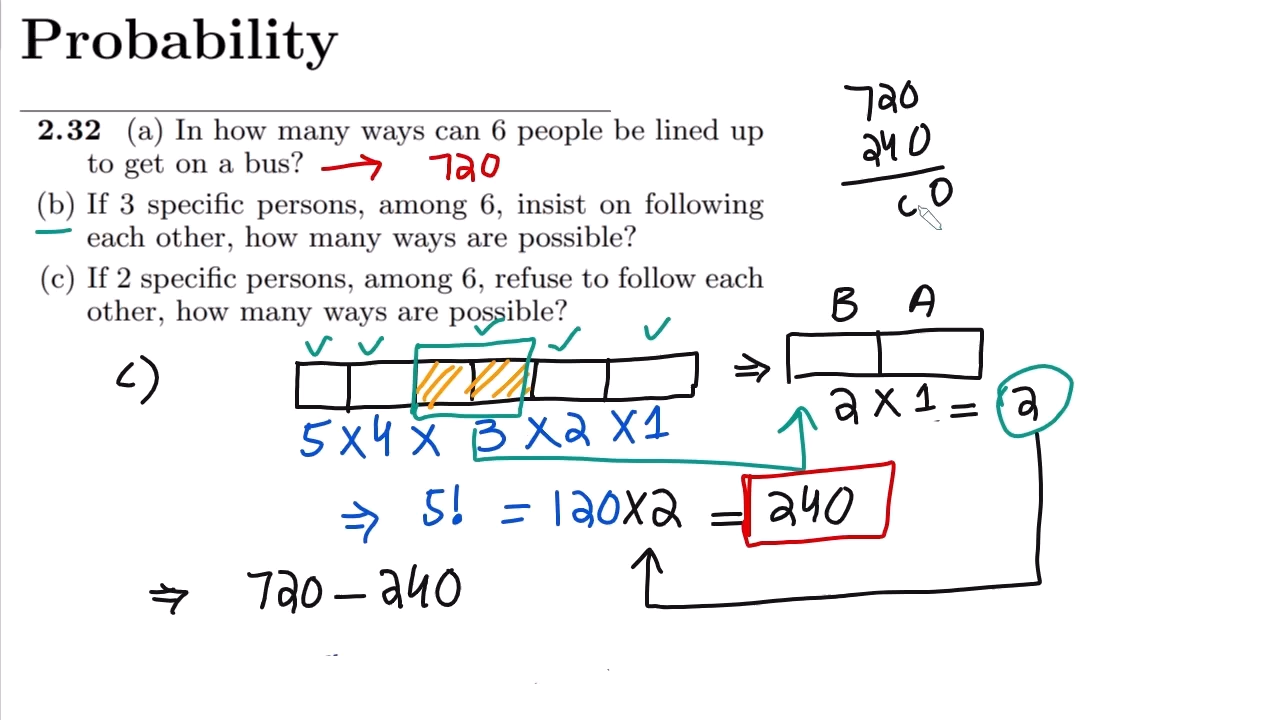 Probability
2.32 (a) In how many ways can 6 people be lined up
to get on a bus? → 720
(b) If 3 specific persons, among 6, insist on following
each other, how many ways are possible?
(c) If 2 specific persons, among 6, refuse to follow each
other, how many ways are possible?
720
240
0
B A
c)
⇒
5 x 4 x 3 x 2 x 1
2 x 1 = 2
⇒ 5! = 120 x 2 = 240
⇒ 720 - 240